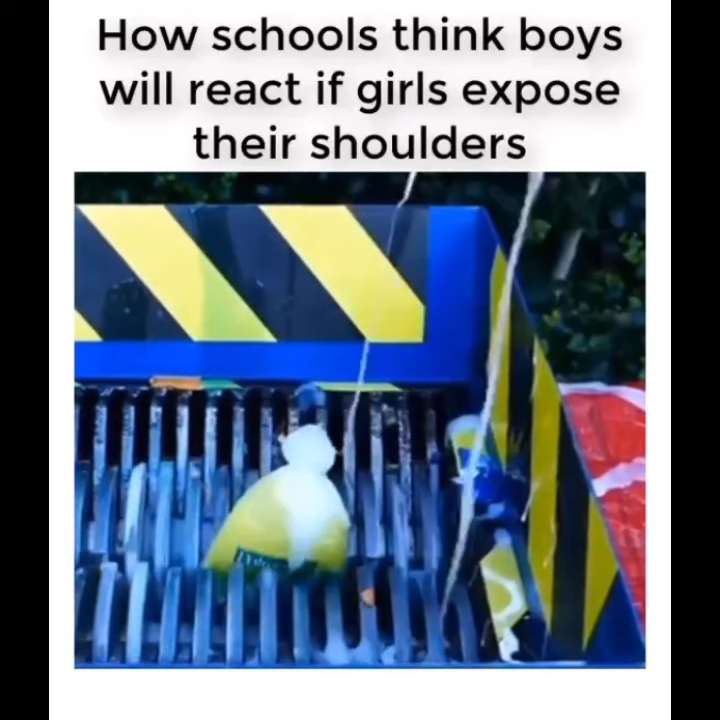 How schools think boys
will react if girls expose
their shoulders